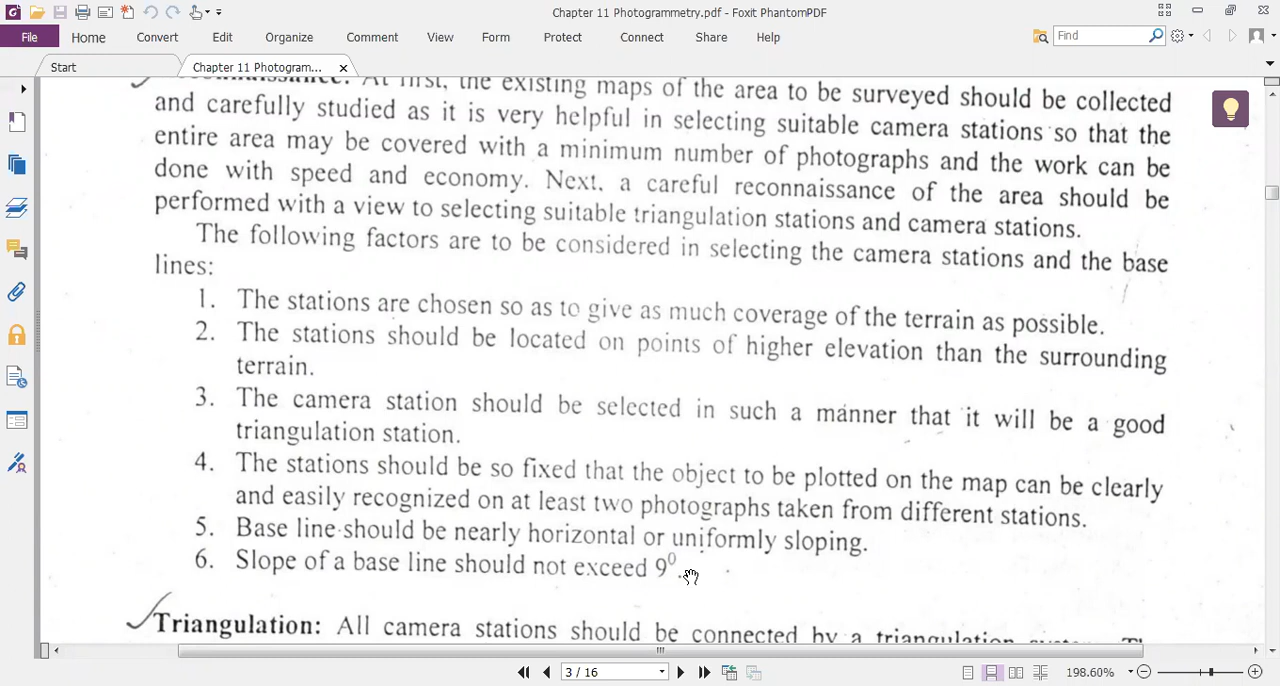 Chapter 11 Photogrammetry.pdf - Foxit PhantomPDF
File Home Convert Edit Organize Comment View Form Protect Connect Share Help Find
Start Chapter 11 Photogram...
At first, the existing maps of the area to be surveyed should be collected
and carefully studied as it is very helpful in selecting suitable camera stations so that the
entire area may be covered with a minimum number of photographs and the work can be
done with speed and economy. Next, a careful reconnaissance of the area should be
performed with a view to selecting suitable triangulation stations and camera stations.
The following factors are to be considered in selecting the camera stations and the base
lines:
1. The stations are chosen so as to give as much coverage of the terrain as possible.
2. The stations should be located on points of higher elevation than the surrounding
terrain.
3. The camera station should be selected in such a manner that it will be a good
triangulation station.
4. The stations should be so fixed that the object to be plotted on the map can be clearly
and easily recognized on at least two photographs taken from different stations.
5. Base line should be nearly horizontal or uniformly sloping.
6. Slope of a base line should not exceed 9⁰.
Triangulation: All camera stations should be connected by a triangulation
3 / 16
198.60%